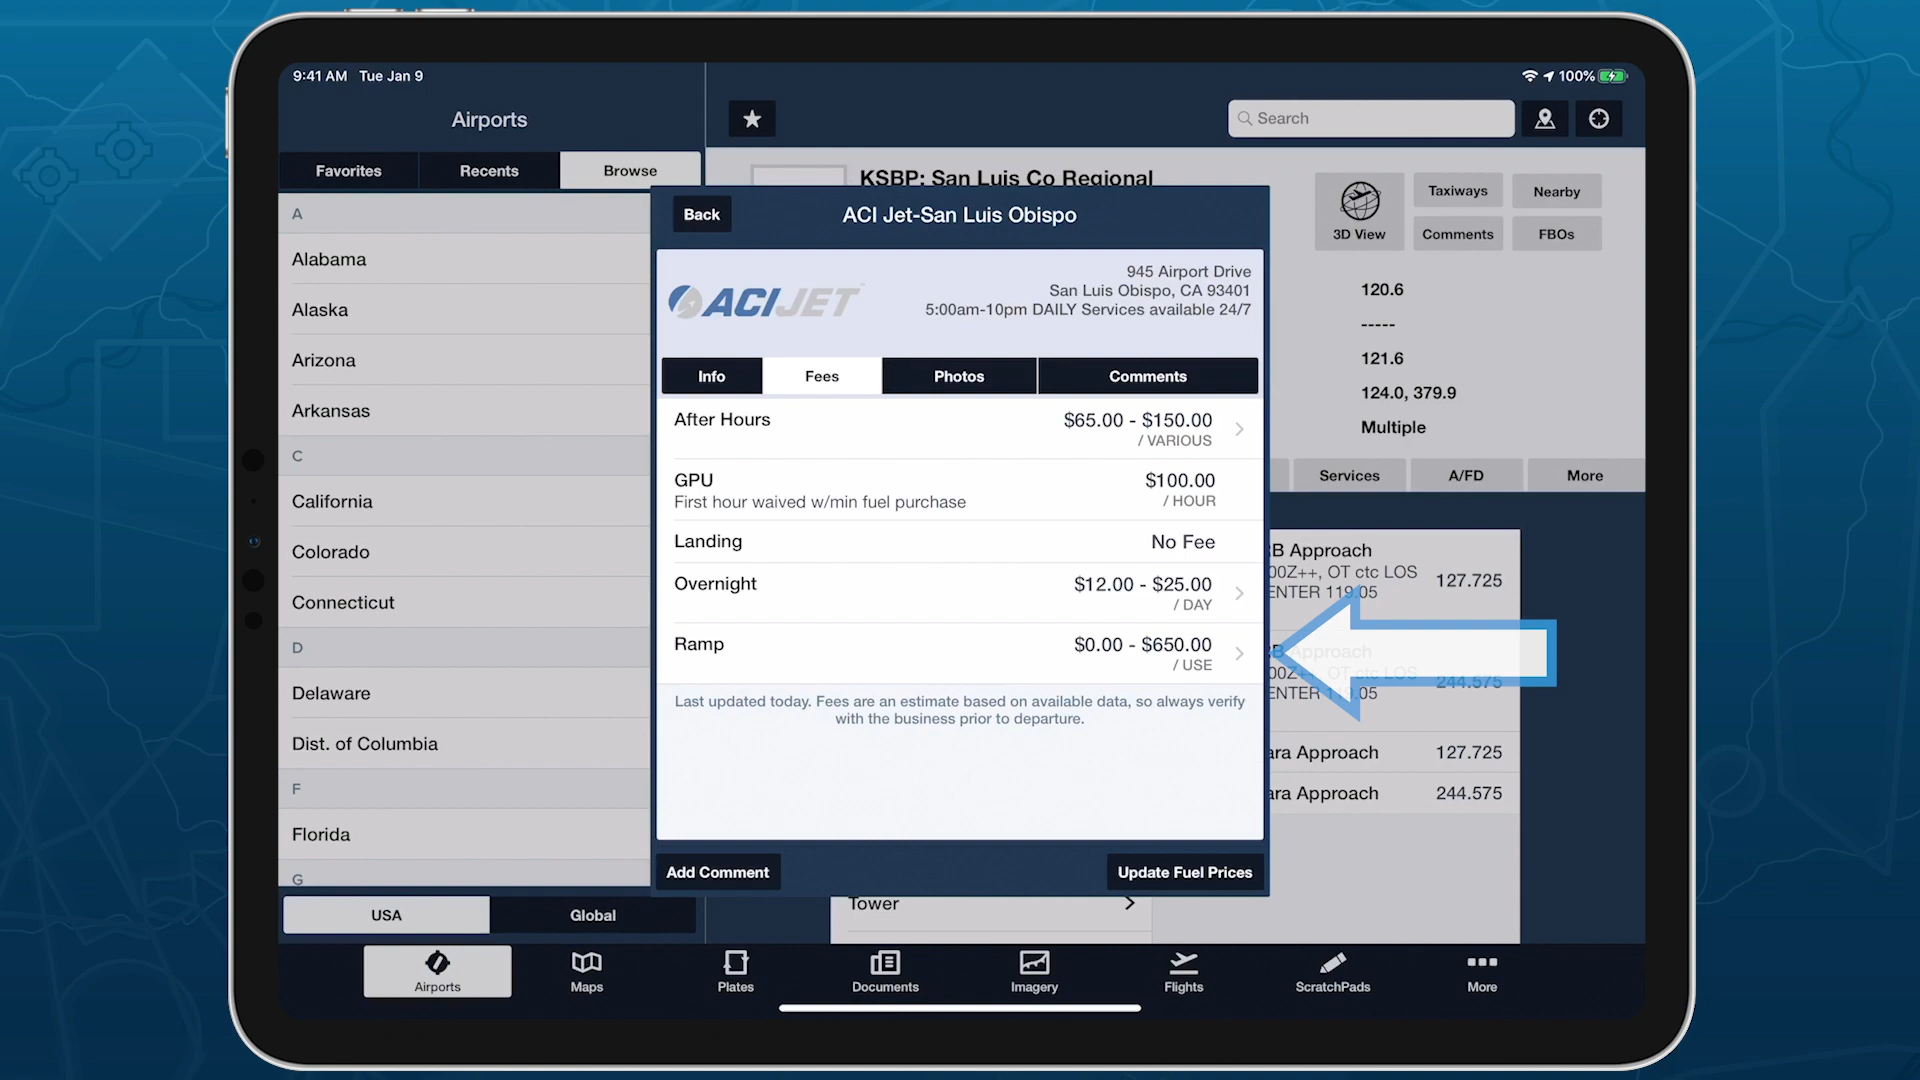 9:41 AM Tue Jan 9
100%
Airports
Search
Favorites
Recents
Browse
KSBP: San Luis Co Regional
3D View
Taxiways
Nearby
Comments
FBOs
A
Alabama
Alaska
Arizona
Arkansas
C
California
Colorado
Connecticut
D
Delaware
Dist. of Columbia
F
Florida
G
USA
Global
Back
ACI Jet-San Luis Obispo
ACI JET
945 Airport Drive
San Luis Obispo, CA 93401
5:00am-10pm DAILY Services available 24/7
Info
Fees
Photos
Comments
After Hours
$65.00 - $150.00
/ VARIOUS
GPU
First hour waived w/min fuel purchase
$100.00
/ HOUR
Landing
No Fee
Overnight
$12.00 - $25.00
/ DAY
Ramp
$0.00 - $650.00
/ USE
Last updated today. Fees are an estimate based on available data, so always verify
with the business prior to departure.
Add Comment
Update Fuel Prices
120.6
-----
121.6
124.0, 379.9
Multiple
Services
A/FD
More
Approach
00Z++, OT ctc LOS
119.05
127.725
Approach
OT ctc LOS
119.05
244.575
Approach
127.725
Approach
244.575
Tower
Airports
Maps
Plates
Documents
Imagery
Flights
ScratchPads
More